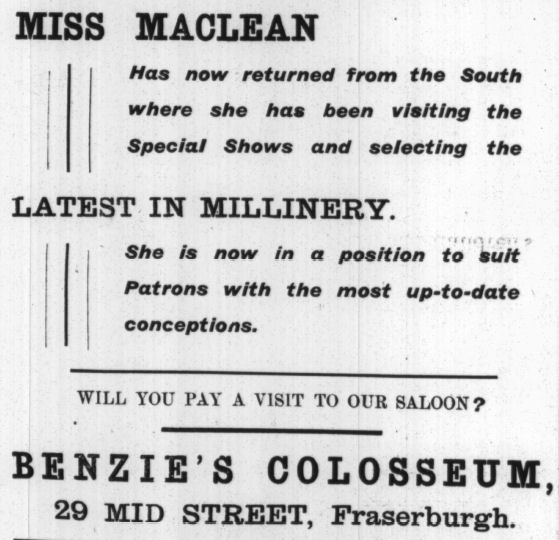 MISS MACLEAN
Has now returned from the South
where she has been visiting the
Special Shows and selecting the
LATEST IN MILLINERY.
She is now in a position to suit
Patrons with the most up-to-date
conceptions.
WILL YOU PAY A VISIT TO OUR SALOON?
BENZIE'S COLOSSEUM,
29 MID STREET, Fraserburgh.